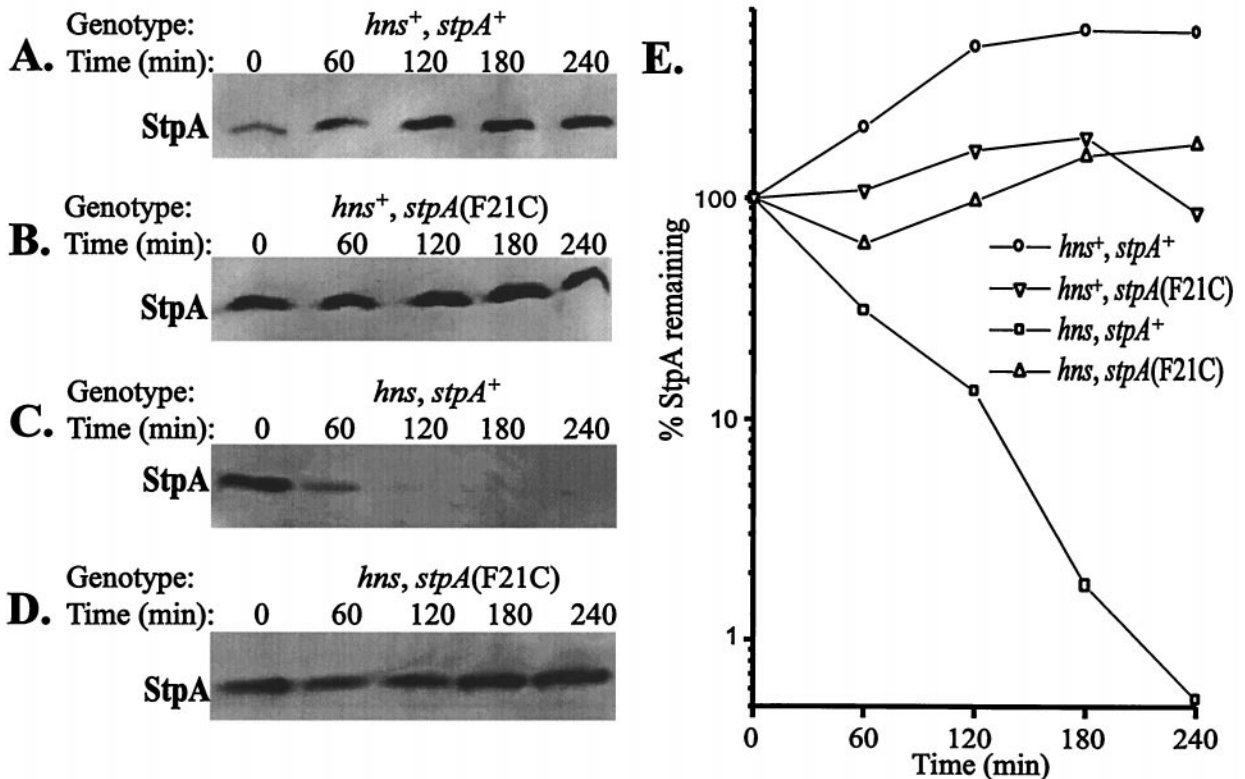 A.
Genotype: hns⁺, stpA⁺
Time (min): 0 60 120 180 240
StpA
B.
Genotype: hns⁺, stpA(F21C)
Time (min): 0 60 120 180 240
StpA
C.
Genotype: hns, stpA⁺
Time (min): 0 60 120 180 240
StpA
D.
Genotype: hns, stpA(F21C)
Time (min): 0 60 120 180 240
StpA
E.
% StpA remaining
100
10
1
hns⁺, stpA⁺
hns⁺, stpA(F21C)
hns, stpA⁺
hns, stpA(F21C)
0 60 120 180 240
Time (min)